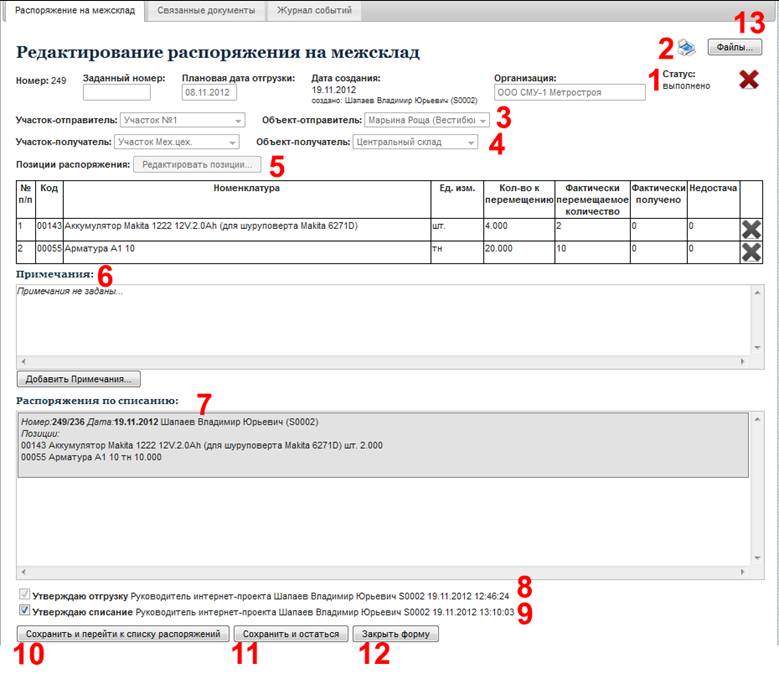 Распоряжение на межсклад Связанные документы Журнал событий
13
Редактирование распоряжения на межсклад 2 Файлы...
Номер: 249 Заданный номер: Плановая дата отгрузки: Дата создания: Организация: 1 Статус:
08.11.2012 19.11.2012 ООО СМУ-1 Метростроя выполнено
создано: Шапаев Владимир Юрьевич (S0002)
Участок-отправитель: Участок №1 Объект-отправитель: Марьина Роща (Вестибюл 3
Участок-получатель: Участок Мех.цех. Объект-получатель: Центральный склад 4
Позиции распоряжения: Редактировать позиции... 5
№ п/п Код Номенклатура Ед. изм. Кол-во к перемещению Фактически перемещаемое количество Фактически получено Недостача
1 00143 Аккумулятор Makita 1222 12V.2.0Ah (для шуруповерта Makita 6271D) шт. 4.000 2 0 0
2 00055 Арматура А1 10 тн 20.000 10 0 0
Примечания: 6
Примечания не заданы...
Добавить Примечания...
Распоряжения по списанию: 7
Номер:249/236 Дата:19.11.2012 Шапаев Владимир Юрьевич (S0002)
Позиции:
00143 Аккумулятор Makita 1222 12V.2.0Ah (для шуруповерта Makita 6271D) шт. 2.000
00055 Арматура А1 10 тн 10.000
Утверждаю отгрузку Руководитель интернет-проекта Шапаев Владимир Юрьевич S0002 19.11.2012 12:46:24 8
Утверждаю списание Руководитель интернет-проекта Шапаев Владимир Юрьевич S0002 19.11.2012 13:10:03 9
Сохранить и перейти к списку распоряжений Сохранить и остаться Закрыть форму
10 11 12